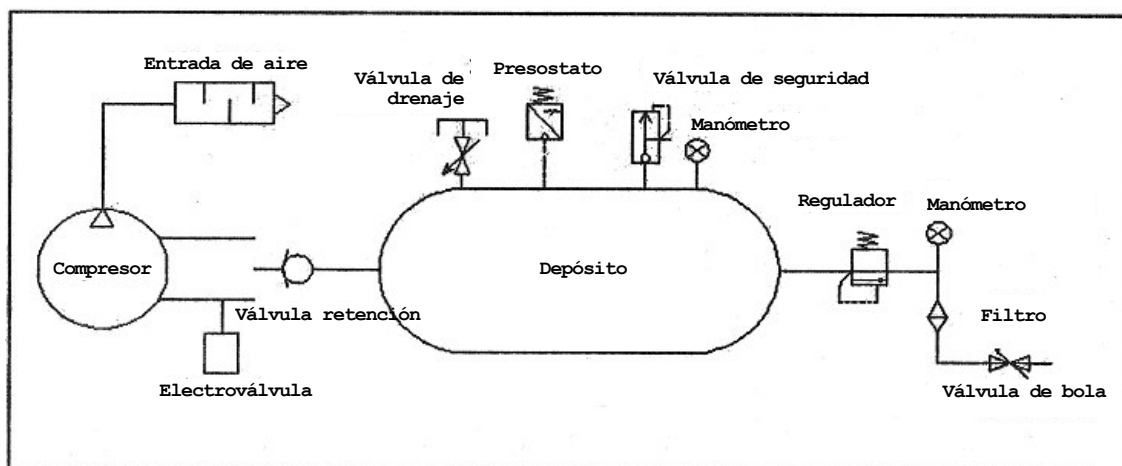 Entrada de aire
Válvula de
drenaje
Presostato
Válvula de seguridad
Manómetro
Regulador
Manómetro
Compresor
Depósito
Válvula retención
Filtro
Electroválvula
Válvula de bola